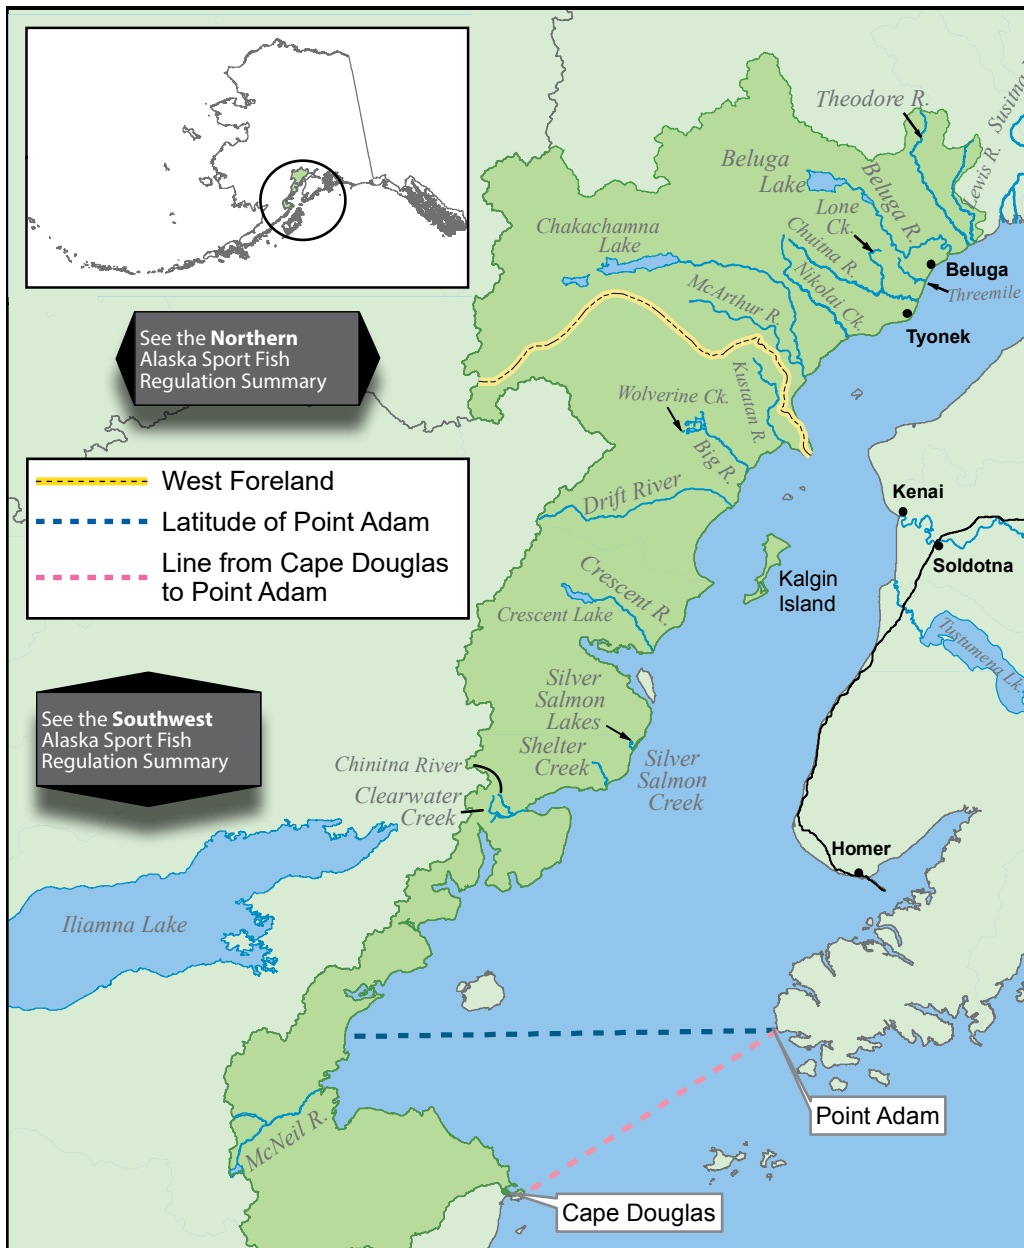 Theodore R.
Susitna
Beluga
Lake
Beluga R.
Lewis R.
Lone
Ck.
Chakachamna
Lake
Chuitna R.
Beluga
Threemile
Nikolai Ck.
McArthur R.
Tyonek
See the Northern
Alaska Sport Fish
Regulation Summary
Kustatan R.
Wolverine Ck.
Big R.
West Foreland
Latitude of Point Adam
Line from Cape Douglas
to Point Adam
Drift River
Kenai
Soldotna
Kalgin
Island
Crescent R.
Crescent Lake
Tustumena Lk.
See the Southwest
Alaska Sport Fish
Regulation Summary
Silver
Salmon
Lakes
Shelter
Creek
Silver
Salmon
Creek
Chinitna River
Clearwater
Creek
Homer
Iliamna Lake
Point Adam
McNeil R.
Cape Douglas